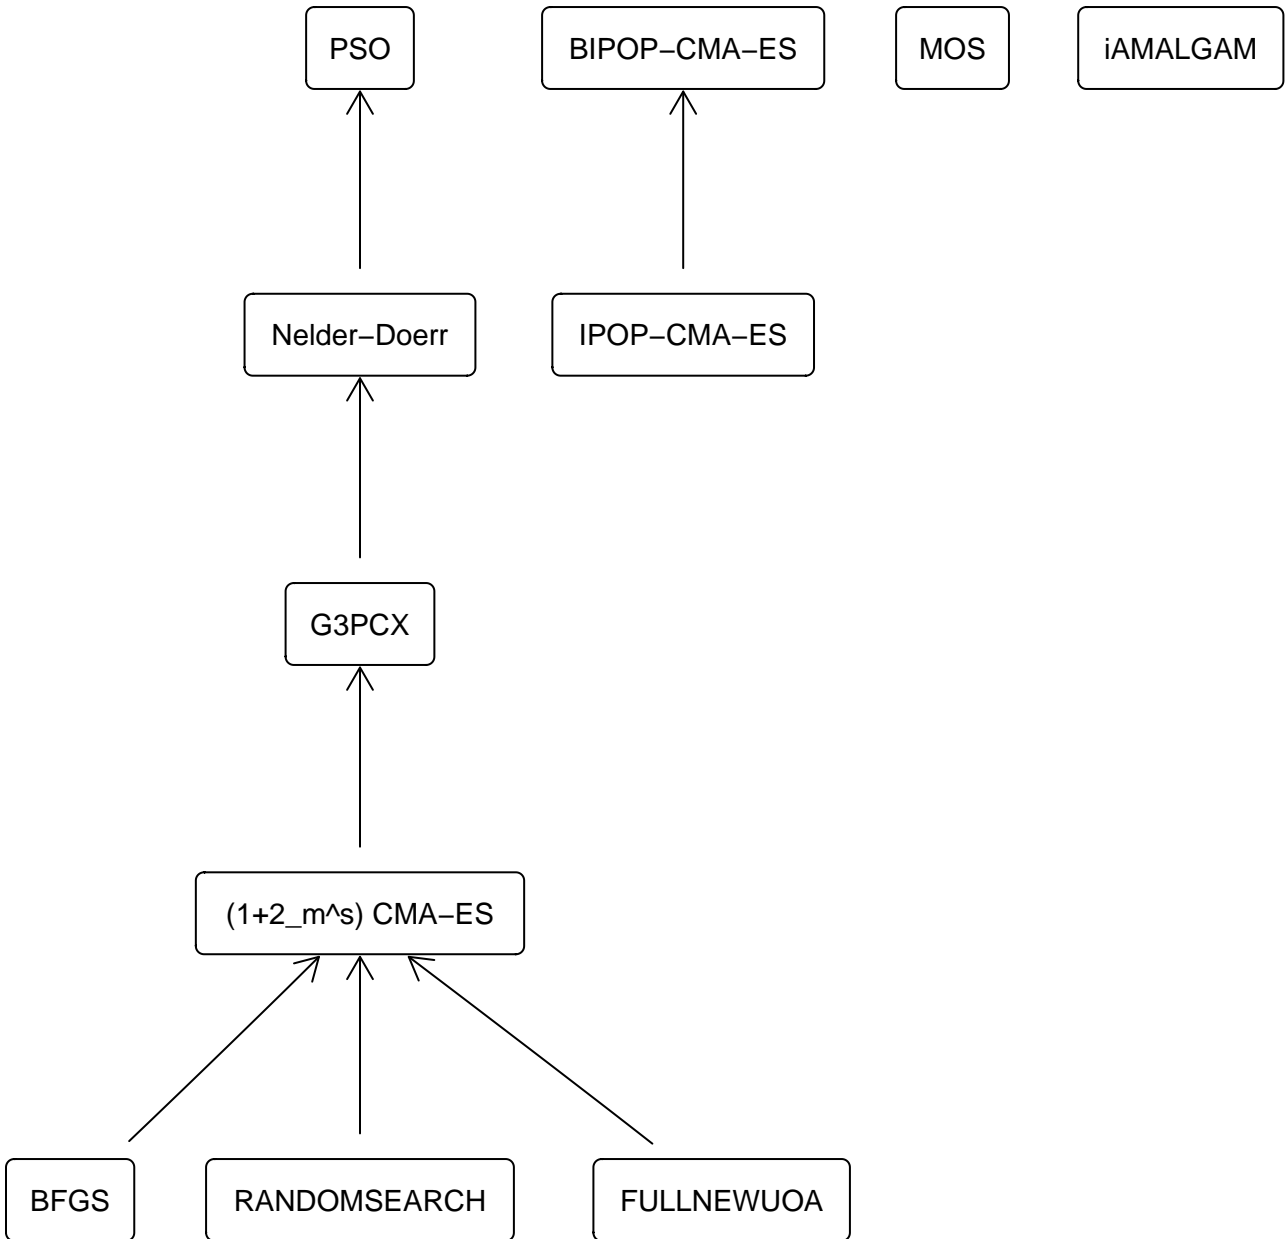 PSO
BIPOP−CMA−ES
MOS
iAMALGAM
Nelder−Doerr
IPOP−CMA−ES
G3PCX
(1+2_m^s) CMA−ES
BFGS
RANDOMSEARCH
FULLNEWUOA